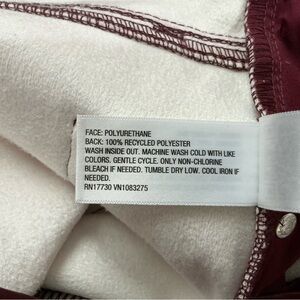 FACE: POLYURETHANE
BACK: 100% RECYCLED POLYESTER
WASH INSIDE OUT. MACHINE WASH COLD WITH LIKE
COLORS. GENTLE CYCLE. ONLY NON-CHLORINE
BLEACH IF NEEDED. TUMBLE DRY LOW. COOL IRON IF
NEEDED.
RN17730 VN1083275